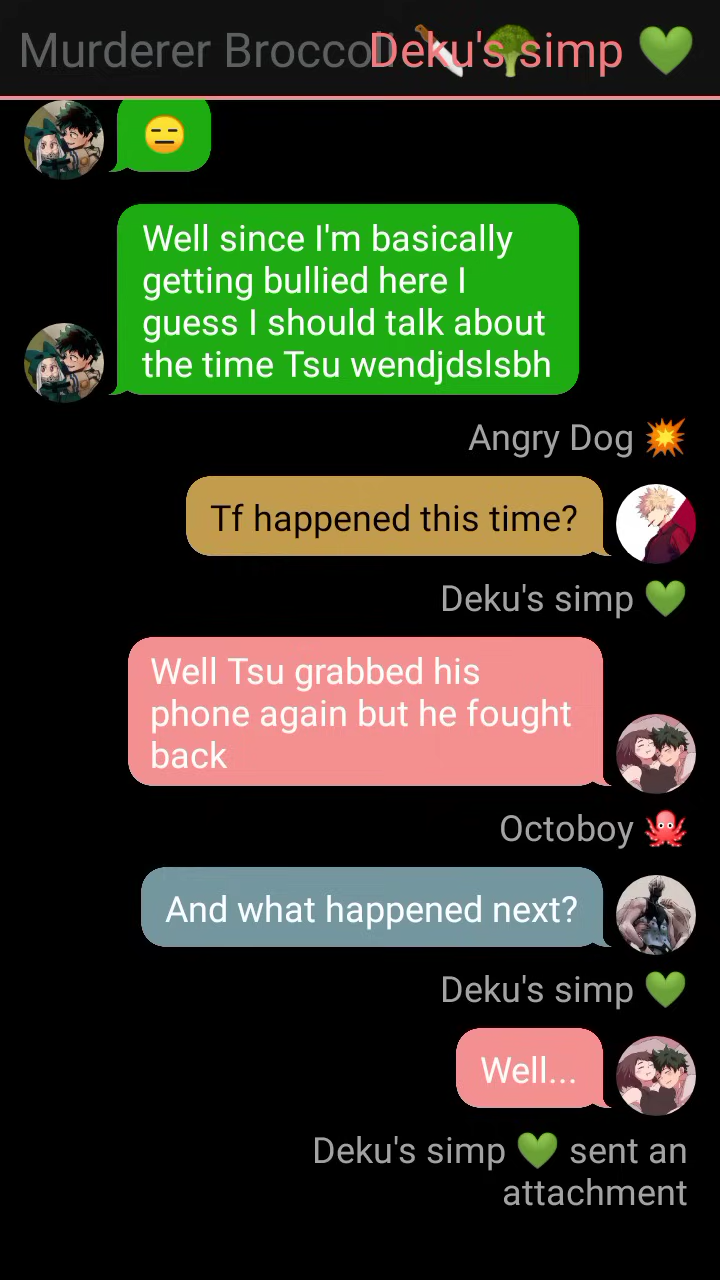 Murderer Broccoli 🔪🥦 Deku's simp 💚
😑
Well since I'm basically
getting bullied here I
guess I should talk about
the time Tsu wendjdslsbh
Angry Dog 💥
Tf happened this time?
Deku's simp 💚
Well Tsu grabbed his
phone again but he fought
back
Octoboy 🐙
And what happened next?
Deku's simp 💚
Well...
Deku's simp 💚 sent an
attachment